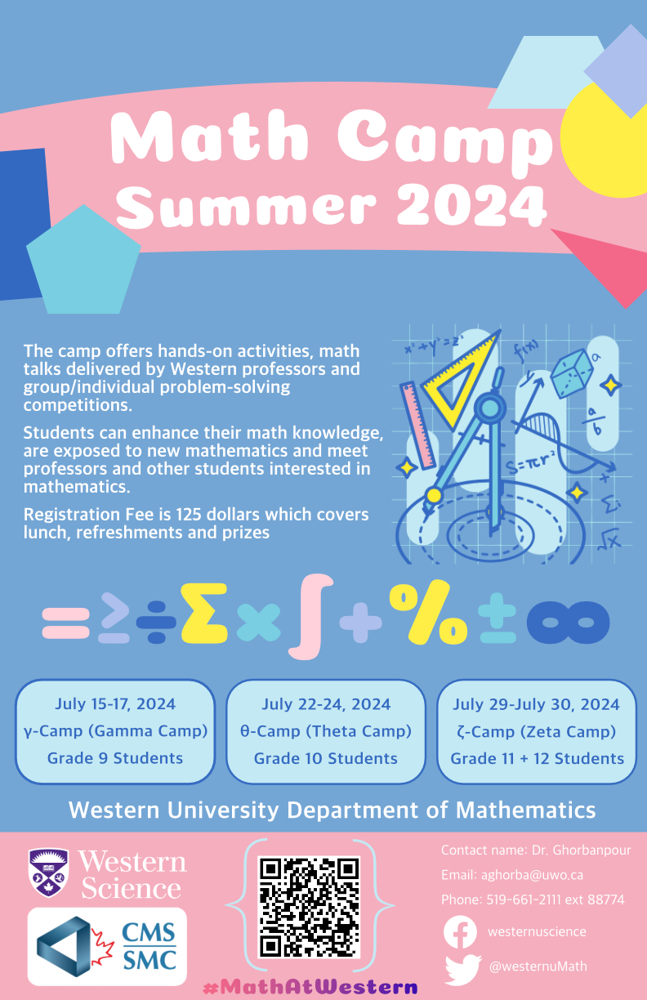 Math Camp
Summer 2024
The camp offers hands-on activities, math
talks delivered by Western professors and
group/individual problem-solving
competitions.
Students can enhance their math knowledge,
are exposed to new mathematics and meet
professors and other students interested in
mathematics.
Registration Fee is 125 dollars which covers
lunch, refreshments and prizes
x² + y² = z²
f(x)
a
a
b
S=πr²
+
Σ
√x
= ≥ ÷ Σ × ∫ + % ± ∞
July 15-17, 2024
γ-Camp (Gamma Camp)
Grade 9 Students
July 22-24, 2024
θ-Camp (Theta Camp)
Grade 10 Students
July 29-July 30, 2024
ζ-Camp (Zeta Camp)
Grade 11 + 12 Students
Western University Department of Mathematics
Western
Science
CMS
SMC
{ }
#MathAtWestern
Contact name: Dr. Ghorbanpour
Email: aghorba@uwo.ca
Phone: 519-661-2111 ext 88774
westernuscience
@westernuMath